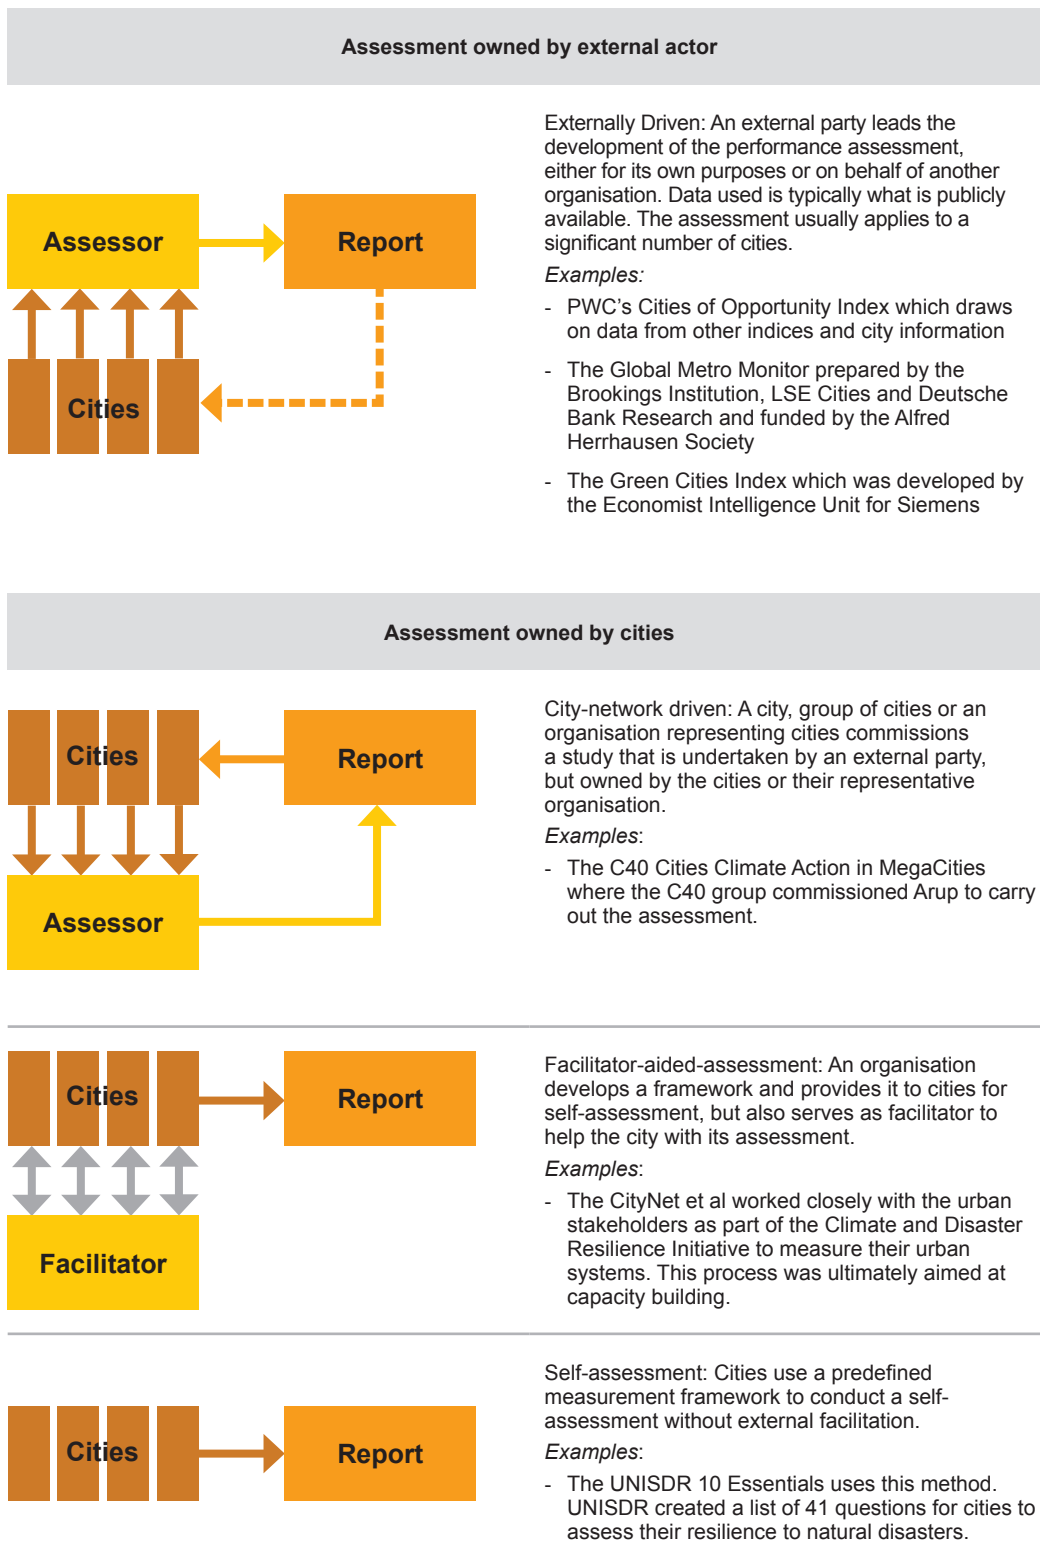 Assessment owned by external actor
Assessor
Report
Cities
Externally Driven: An external party leads the
development of the performance assessment,
either for its own purposes or on behalf of another
organisation. Data used is typically what is publicly
available. The assessment usually applies to a
significant number of cities.
Examples:
- PWC's Cities of Opportunity Index which draws
on data from other indices and city information
- The Global Metro Monitor prepared by the
Brookings Institution, LSE Cities and Deutsche
Bank Research and funded by the Alfred
Herrhausen Society
- The Green Cities Index which was developed by
the Economist Intelligence Unit for Siemens
Assessment owned by cities
Cities
Report
Assessor
City-network driven: A city, group of cities or an
organisation representing cities commissions
a study that is undertaken by an external party,
but owned by the cities or their representative
organisation.
Examples:
- The C40 Cities Climate Action in MegaCities
where the C40 group commissioned Arup to carry
out the assessment.
Cities
Report
Facilitator
Facilitator-aided-assessment: An organisation
develops a framework and provides it to cities for
self-assessment, but also serves as facilitator to
help the city with its assessment.
Examples:
- The CityNet et al worked closely with the urban
stakeholders as part of the Climate and Disaster
Resilience Initiative to measure their urban
systems. This process was ultimately aimed at
capacity building.
Cities
Report
Self-assessment: Cities use a predefined
measurement framework to conduct a self-
assessment without external facilitation.
Examples:
- The UNISDR 10 Essentials uses this method.
UNISDR created a list of 41 questions for cities to
assess their resilience to natural disasters.